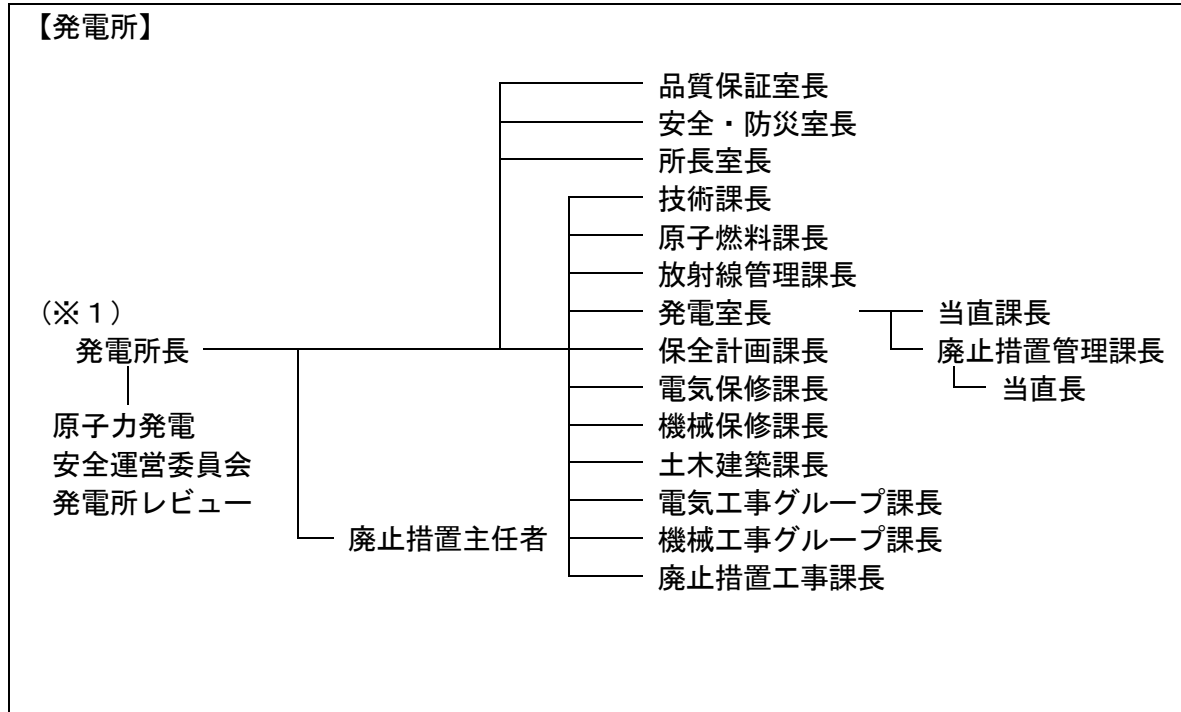 【発電所】
品質保証室長
安全・防災室長
所長室長
技術課長
原子燃料課長
放射線管理課長
（※１）
発電室長
当直課長
発電所長
保全計画課長
廃止措置管理課長
電気保修課長
当直長
原子力発電
安全運営委員会
発電所レビュー
機械保修課長
土木建築課長
電気工事グループ課長
廃止措置主任者
機械工事グループ課長
廃止措置工事課長